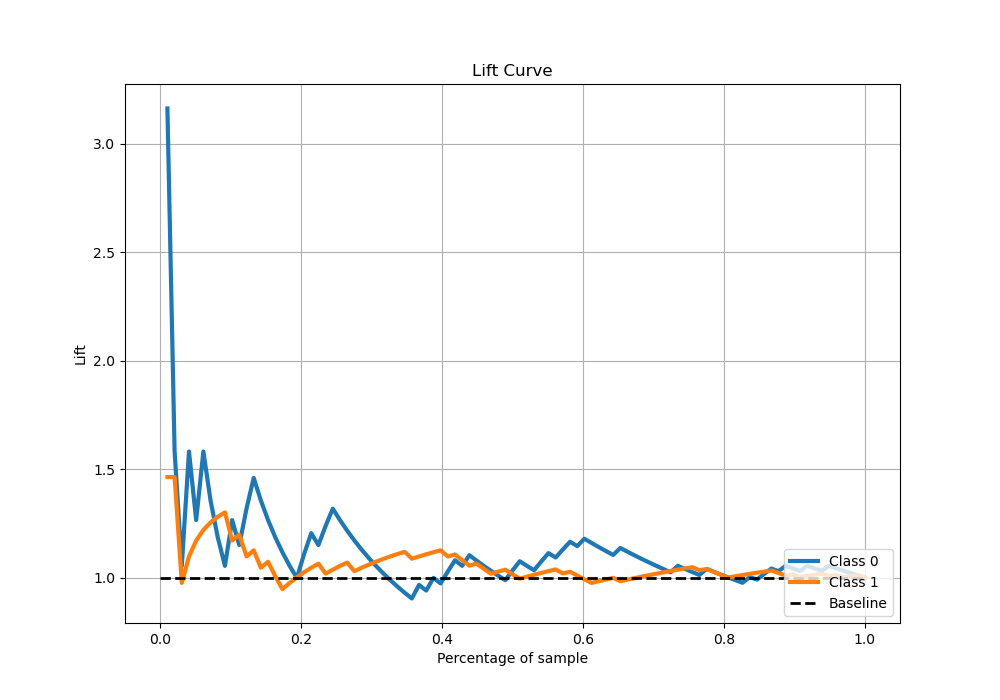 Lift Curve
3.0
2.5
2.0
1.5
1.0
Lift
0.0 0.2 0.4 0.6 0.8 1.0
Percentage of sample
Class 0
Class 1
Baseline